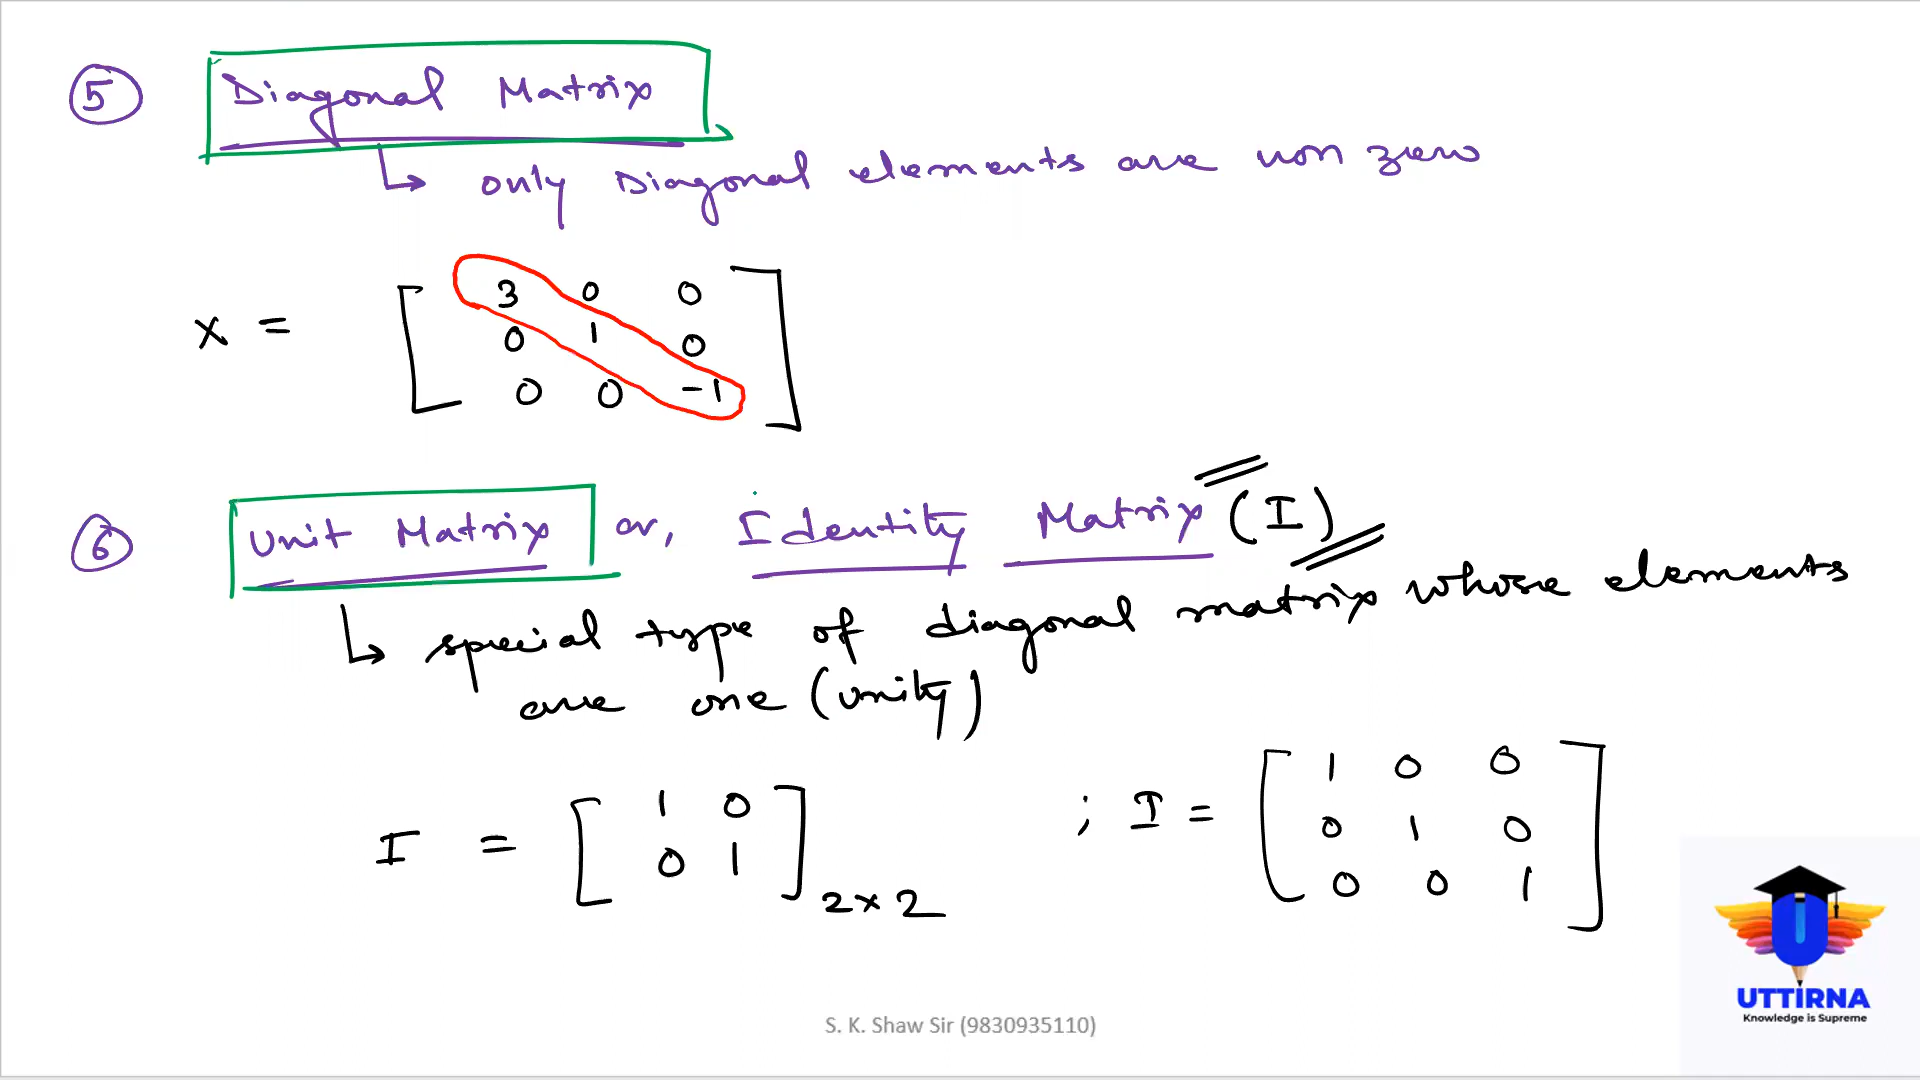 5 Diagonal Matrix
↳ only Diagonal elements are non zero
X = [ 3 0 0
0 1 0
0 0 -1 ]
6 Unit Matrix or, Identity Matrix (I)
↳ special type of diagonal matrix whose elements
are one (unity)
I = [ 1 0
0 1 ] 2×2
; I = [ 1 0 0
0 1 0
0 0 1 ]
UTTIRNA
Knowledge is Supreme
S. K. Shaw Sir (9830935110)